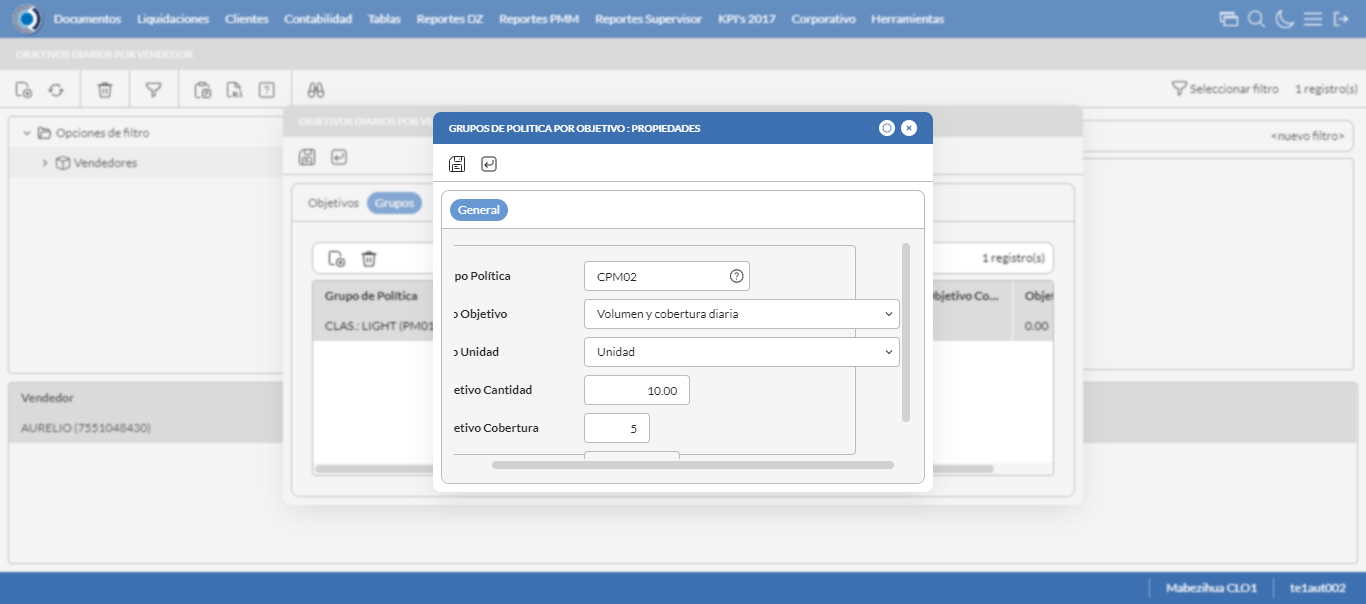 Documentos Liquidaciones Clientes Contabilidad Tablas Reportes DZ Reportes PMM Reportes Supervisor KPI's 2017 Corporativo Herramientas
OBJETIVOS DIARIOS POR VENDEDOR
Seleccionar filtro 1 registro(s)
Opciones de filtro
<nuevo filtro>
Vendedores
OBJETIVOS DIARIOS POR VE
GRUPOS DE POLITICA POR OBJETIVO : PROPIEDADES
Objetivos Grupos
General
1 registro(s)
po Política CPM02
Grupo de Política
bjetivo Co... Obje
o Objetivo Volumen y cobertura diaria
CLAS.: LIGHT (PM01
0.00
o Unidad Unidad
etivo Cantidad 10.00
Vendedor
etivo Cobertura 5
AURELIO (7551048430)
Mabezihua CLO1 te1aut002